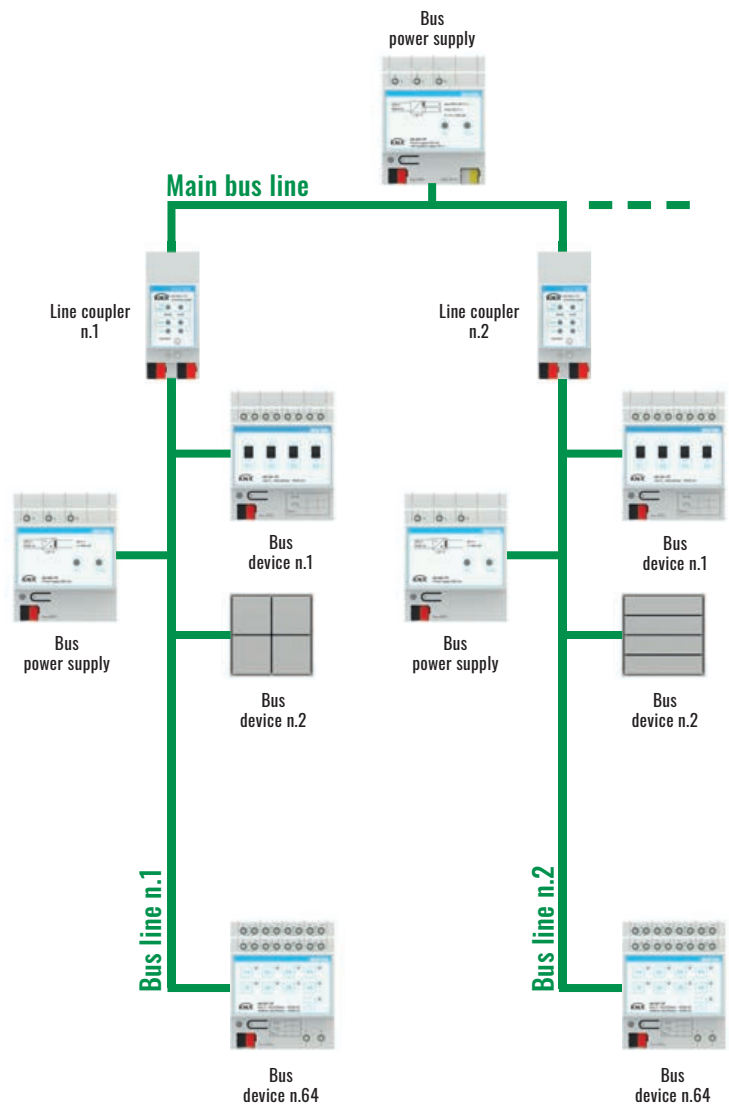 Bus
power supply
Main bus line
Line coupler
n.1
Line coupler
n.2
Bus
device n.1
Bus
device n.1
Bus
power supply
Bus
power supply
Bus
device n.2
Bus
device n.2
Bus line n.1
Bus line n.2
Bus
device n.64
Bus
device n.64